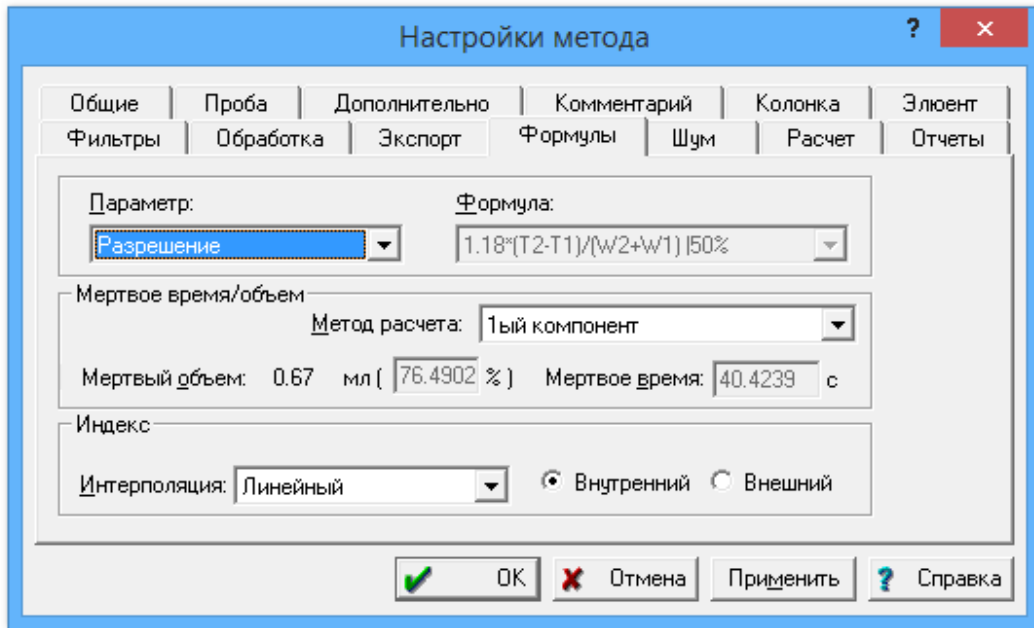 Настройки метода
?
Общие Проба Дополнительно Комментарий Колонка Элюент
Фильтры Обработка Экспорт Формулы Шум Расчет Отчеты
Параметр: Формула:
Разрешение 1.18*(T2-T1)/(W2+W1) |50%
Мертвое время/объем
Метод расчета: 1ый компонент
Мертвый объем: 0.67 мл ( 76.4902 % ) Мертвое время: 40.4239 с
Индекс
Интерполяция: Линейный Внутренний Внешний
OK Отмена Применить ? Справка